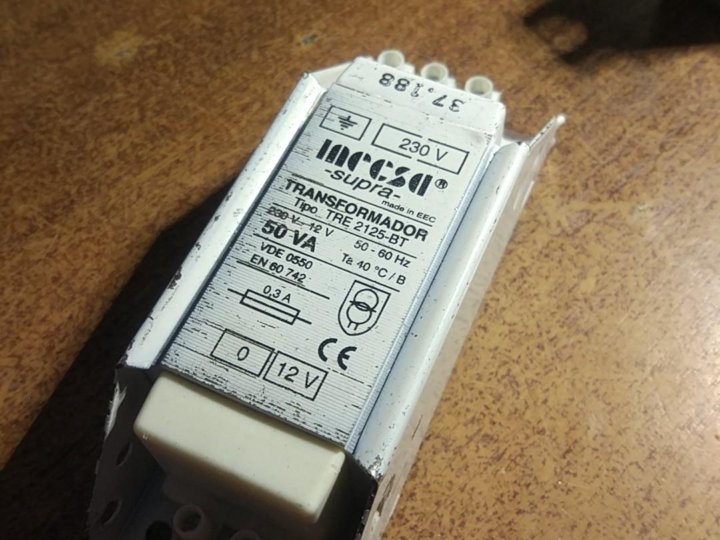 37.188
230 V
inecsa®
-supra-
made in EEC
TRANSFORMADOR
Tipo TRE 2125-BT
230 V - 12 V 50 - 60 Hz
50 VA Ta 40 °C / B
VDE 0550
EN 60 742
0,3 A
CE
0 12 V